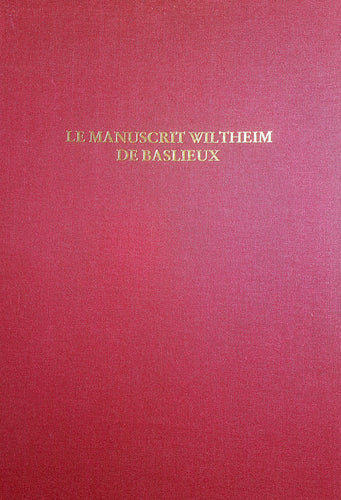 LE MANUSCRIT WILTHEIM
DE BASLIEUX